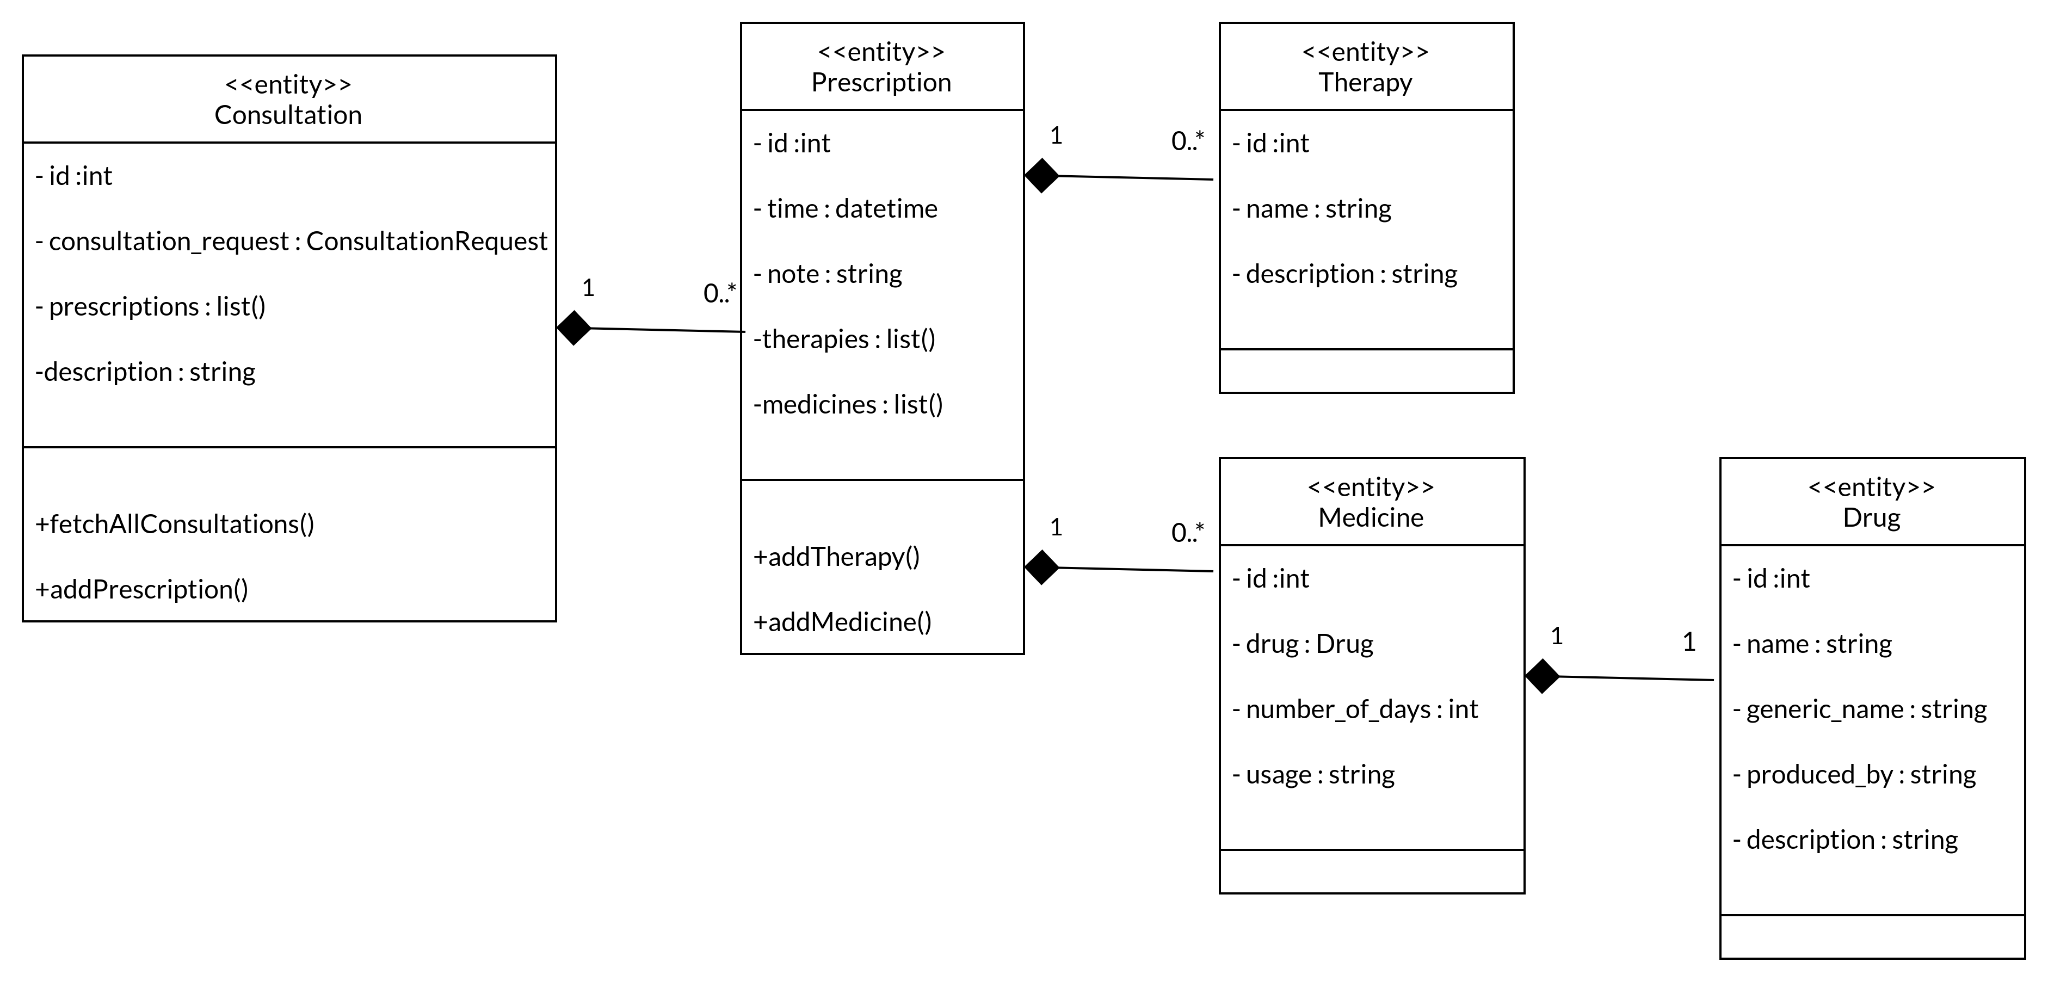 <<entity>>
Consultation
- id :int
- consultation_request : ConsultationRequest
- prescriptions : list()
-description : string
+fetchAllConsultations()
+addPrescription()
1
0..*
<<entity>>
Prescription
- id :int
- time : datetime
- note : string
-therapies : list()
-medicines : list()
+addTherapy()
+addMedicine()
1
0..*
<<entity>>
Therapy
- id :int
- name : string
- description : string
1
0..*
<<entity>>
Medicine
- id :int
- drug : Drug
- number_of_days : int
- usage : string
1
1
<<entity>>
Drug
- id :int
- name : string
- generic_name : string
- produced_by : string
- description : string